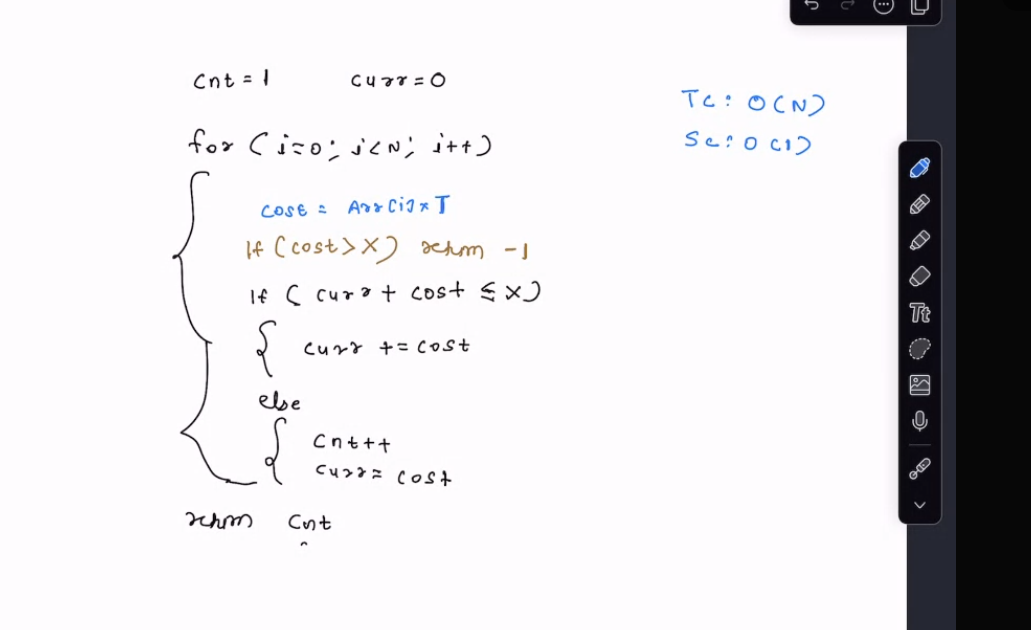 Cnt = 1 curr = 0
Tc : O(N)
for (i=0; i<N; i++)
Sc : O(1)
cost = Arr[i] x T
If (cost > X) return -1
If (curr + cost ≤ X)
{ curr += cost
else
{ Cnt++
curr = cost
return Cnt
Tt